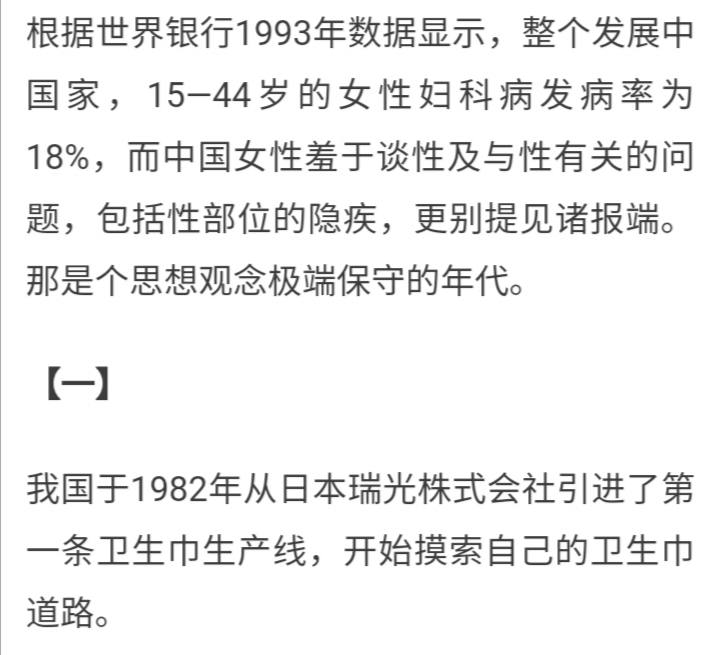 根据世界银行1993年数据显示，整个发展中
国家，15—44岁的女性妇科病发病率为
18%，而中国女性羞于谈性及与性有关的问
题，包括性部位的隐疾，更别提见诸报端。
那是个思想观念极端保守的年代。
【一】
我国于1982年从日本瑞光株式会社引进了第
一条卫生巾生产线，开始摸索自己的卫生巾
道路。